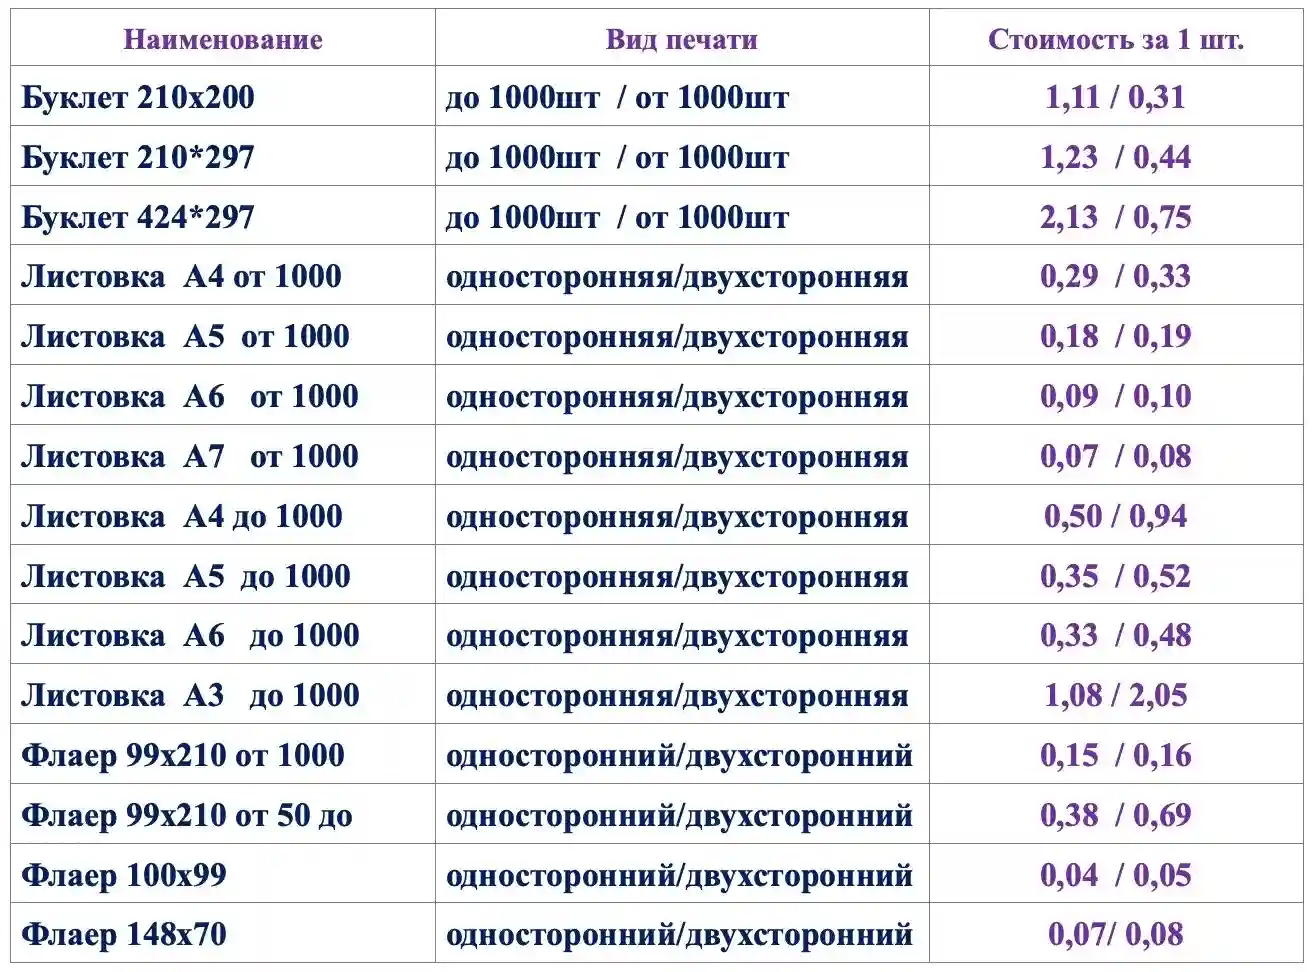 Наименование Вид печати Стоимость за 1 шт.
Буклет 210х200 до 1000шт / от 1000шт 1,11 / 0,31
Буклет 210*297 до 1000шт / от 1000шт 1,23 / 0,44
Буклет 424*297 до 1000шт / от 1000шт 2,13 / 0,75
Листовка А4 от 1000 односторонняя/двухсторонняя 0,29 / 0,33
Листовка А5 от 1000 односторонняя/двухсторонняя 0,18 / 0,19
Листовка А6 от 1000 односторонняя/двухсторонняя 0,09 / 0,10
Листовка А7 от 1000 односторонняя/двухсторонняя 0,07 / 0,08
Листовка А4 до 1000 односторонняя/двухсторонняя 0,50 / 0,94
Листовка А5 до 1000 односторонняя/двухсторонняя 0,35 / 0,52
Листовка А6 до 1000 односторонняя/двухсторонняя 0,33 / 0,48
Листовка А3 до 1000 односторонняя/двухсторонняя 1,08 / 2,05
Флаер 99х210 от 1000 односторонний/двухсторонний 0,15 / 0,16
Флаер 99х210 от 50 до односторонний/двухсторонний 0,38 / 0,69
Флаер 100х99 односторонний/двухсторонний 0,04 / 0,05
Флаер 148х70 односторонний/двухсторонний 0,07/ 0,08